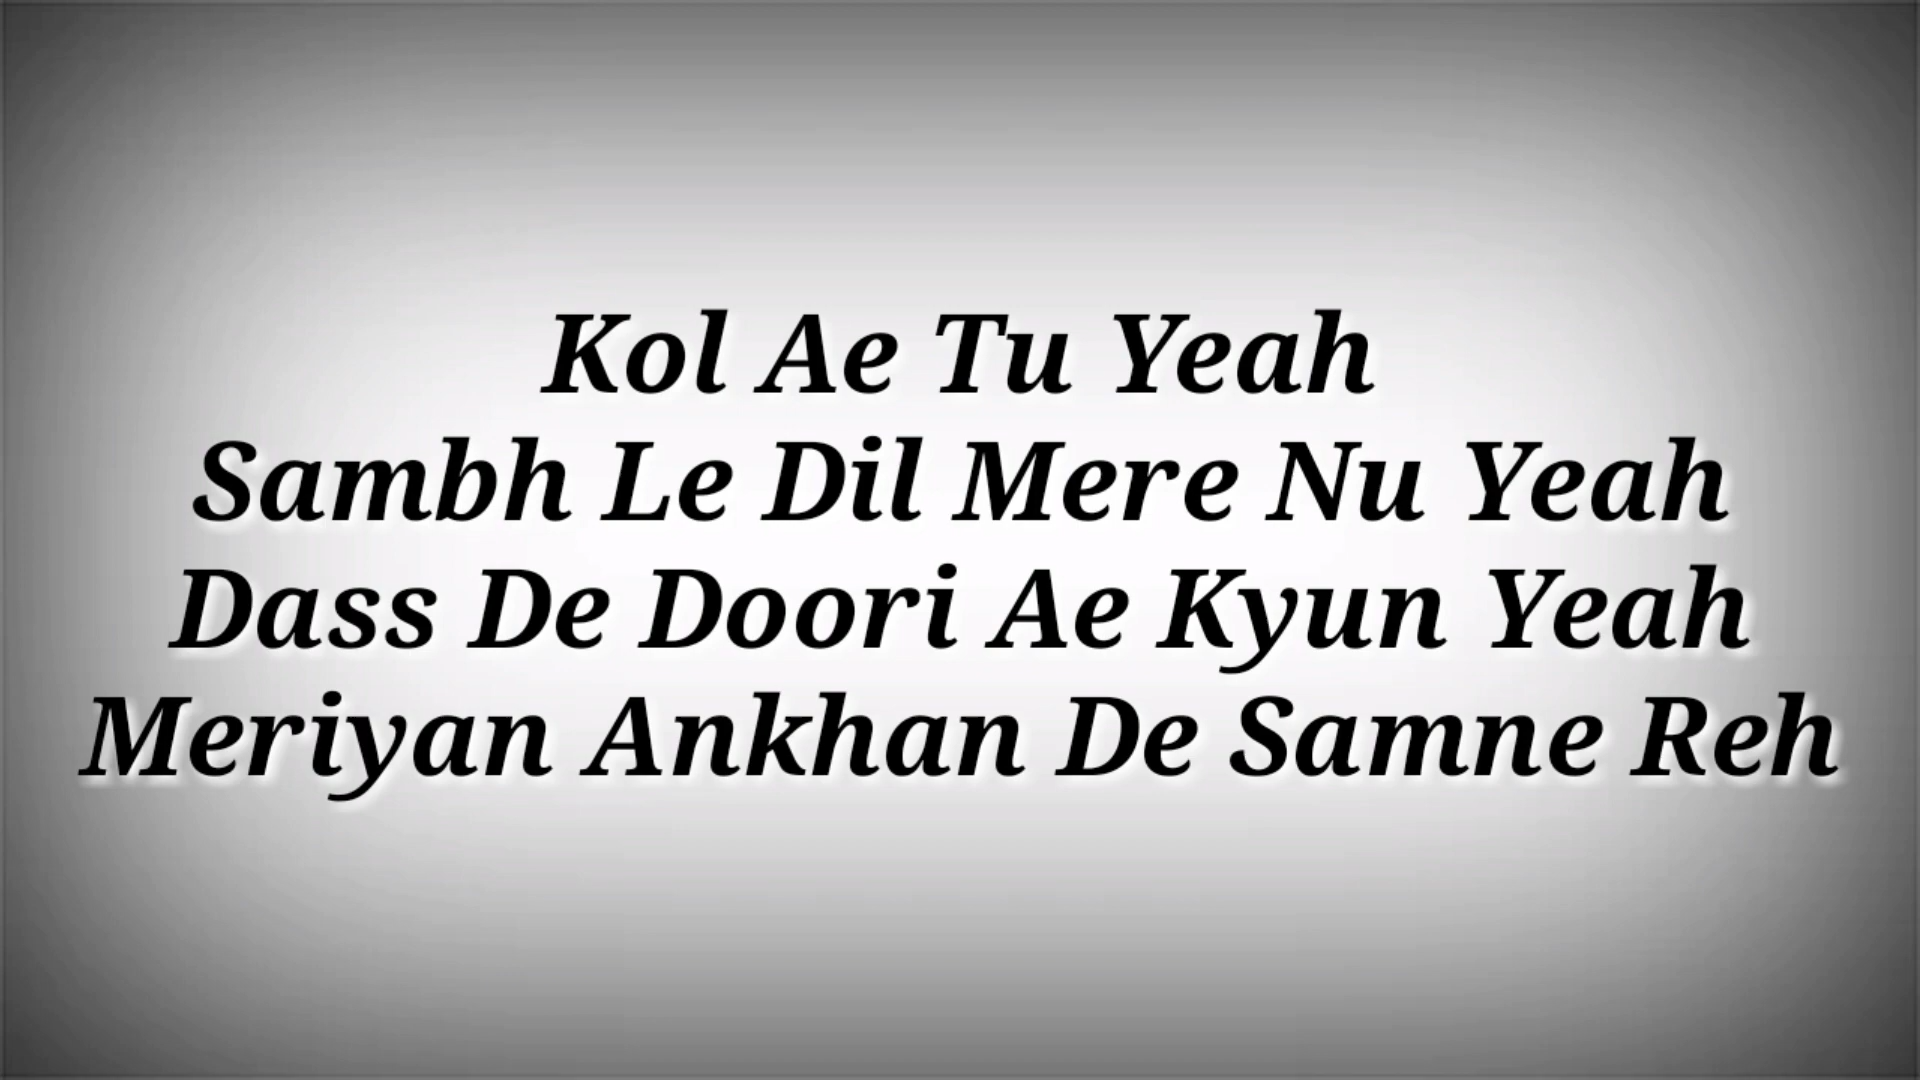 Kol Ae Tu Yeah
Sambh Le Dil Mere Nu Yeah
Dass De Doori Ae Kyun Yeah
Meriyan Ankhan De Samne Reh